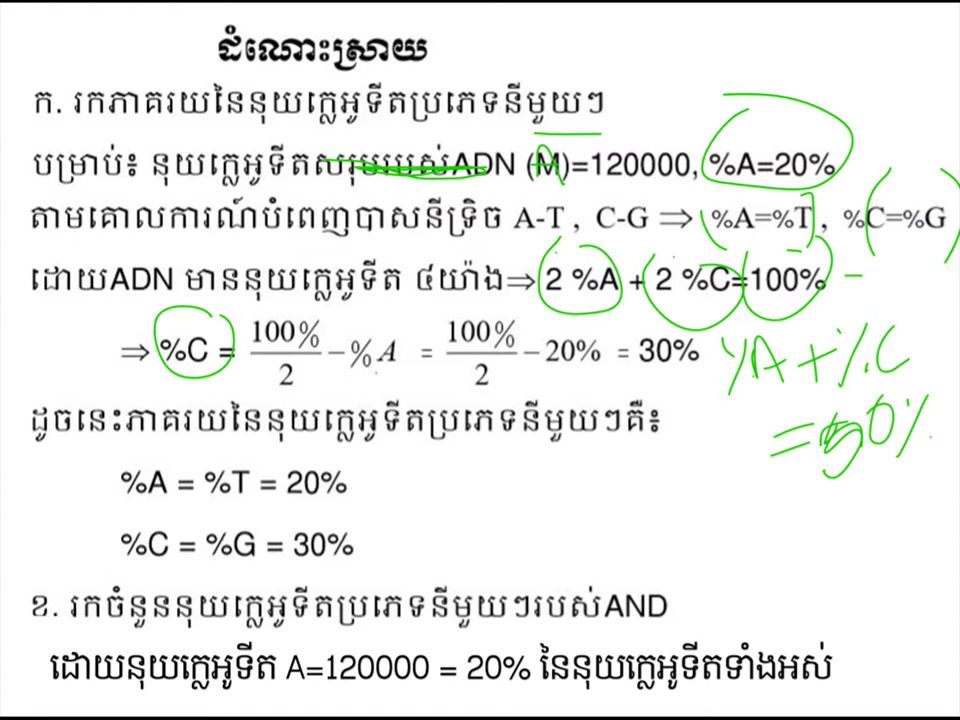 ដំណោះស្រាយ
ក. រកភាគរយនៃនុយក្លេអូទីតប្រភេទនីមួយៗ
បម្រាប់៖ នុយក្លេអូទីតសរុបរបស់ADN (M)=120000, %A=20%
តាមគោលការណ៍បំពេញបាសនីទ្រិច A-T , C-G ⇒ %A=%T , %C=%G
ដោយADN មាននុយក្លេអូទីត ៤យ៉ាង⇒ 2 %A + 2 %C=100%
⇒ %C = 100%/2 − %A = 100%/2 − 20% = 30%
%A + %C
= 50%
ដូចនេះភាគរយនៃនុយក្លេអូទីតប្រភេទនីមួយៗគឺ៖
%A = %T = 20%
%C = %G = 30%
ខ. រកចំនួននុយក្លេអូទីតប្រភេទនីមួយៗរបស់AND
ដោយនុយក្លេអូទីត A=120000 = 20% នៃនុយក្លេអូទីតទាំងអស់